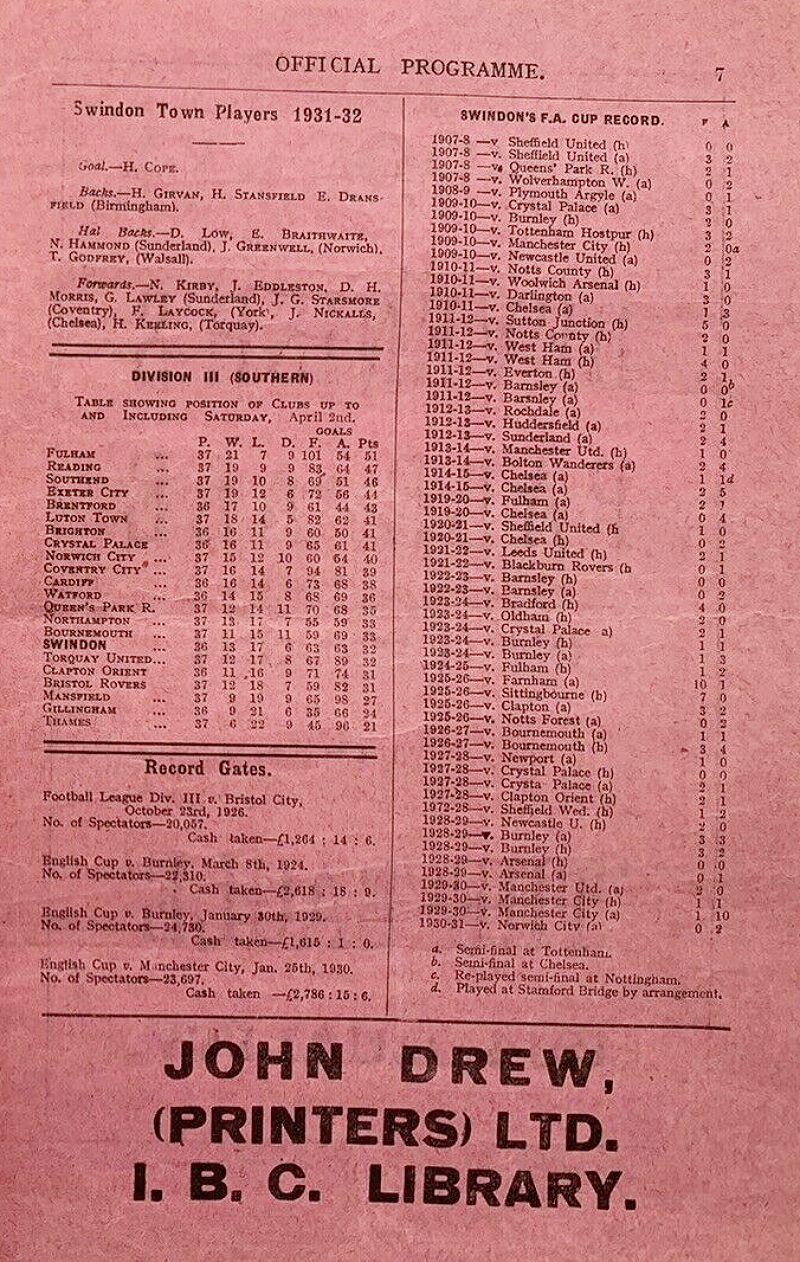 OFFICIAL PROGRAMME. 7
Swindon Town Players 1931-32
Goal.—H. COPE.
Backs.—H. GIRVAN, H. STANSFIELD E. DRANS-
FIELD (Birmingham).
Hal Backs.—D. LOW, E. BRAITHWAITE,
N. HAMMOND (Sunderland), J. GREENWELL, (Norwich),
T. GODFREY, (Walsall).
Forwards.—N. KIRBY, J. EDDLESTON, D. H.
MORRIS, G. LAWLEY (Sunderland), J. G. STARSMORE
(Coventry), F. LAYCOCK, (York), J. NICKALLS,
(Chelsea), H. KEELING, (Torquay).
DIVISION III (SOUTHERN)
TABLE SHOWING POSITION OF CLUBS UP TO
AND INCLUDING SATURDAY, April 2nd.
GOALS
P. W. L. D. F. A. Pts
FULHAM ... 37 21 7 9 101 54 51
READING ... 37 19 9 9 83 64 47
SOUTHEND ... 37 19 10 8 69 51 46
EXETER CITY ... 37 19 12 6 72 56 44
BRENTFORD ... 36 17 10 9 61 44 43
LUTON TOWN ... 37 18 14 5 82 62 41
BRIGHTON ... 36 16 11 9 60 50 41
CRYSTAL PALACE 36 16 11 9 65 61 41
NORWICH CITY ... 37 15 12 10 60 54 40
COVENTRY CITY ... 37 16 14 7 94 81 39
CARDIFF ... 36 16 14 6 73 68 38
WATFORD ... 36 14 15 8 68 69 36
QUEEN'S PARK R. 37 12 14 11 70 68 35
NORTHAMPTON ... 37 13 17 7 55 59 33
BOURNEMOUTH ... 37 11 15 11 59 69 33
SWINDON ... 36 13 17 6 63 63 32
TORQUAY UNITED... 37 12 17 8 67 89 32
CLAPTON ORIENT 36 11 16 9 71 74 31
BRISTOL ROVERS 37 12 18 7 59 82 31
MANSFIELD ... 37 9 19 9 65 98 27
GILLINGHAM ... 36 9 21 6 35 66 24
THAMES ... 37 6 22 9 45 96 21
Record Gates.
Football League Div. III v. Bristol City,
October 23rd, 1926.
No. of Spectators—20,057.
Cash taken—£1,264 : 14 : 6.
English Cup v. Burnley, March 8th, 1924.
No. of Spectators—22,310.
Cash taken—£2,618 : 18 : 9.
English Cup v. Burnley, January 30th, 1929.
No. of Spectators—24,730.
Cash taken—£1,615 : 1 : 0.
English Cup v. Manchester City, Jan. 25th, 1930.
No. of Spectators—23,697.
Cash taken —£2,786 : 15 : 6.
SWINDON'S F.A. CUP RECORD. F A
1907-8 —v Sheffield United (h) 0 0
1907-8 —v. Sheffield United (a) 3 2
1907-8 —v. Queens' Park R. (h) 2 1
1907-8 —v. Wolverhampton W. (a) 0 2
1908-9 —v. Plymouth Argyle (a) 0 1
1909-10—v. Crystal Palace (a) 3 1
1909-10—v. Burnley (h) 2 0
1909-10—v. Tottenham Hostpur (h) 3 2
1909-10—v. Manchester City (h) 2 0a
1909-10—v. Newcastle United (a) 0 2
1910-11—v. Notts County (h) 3 1
1910-11—v. Woolwich Arsenal (h) 1 0
1910-11—v. Darlington (a) 3 0
1910-11—v. Chelsea (a) 1 3
1911-12—v. Sutton Junction (h) 5 0
1911-12—v. Notts County (h) 2 0
1911-12—v. West Ham (a) 1 1
1911-12—v. West Ham (h) 4 0
1911-12—v. Everton (h) 2 1
1911-12—v. Barnsley (a) 0 0b
1911-12—v. Barsnley (a) 0 1c
1912-13—v. Rochdale (a) 2 0
1912-13—v. Huddersfield (a) 2 1
1912-13—v. Sunderland (a) 2 4
1913-14—v. Manchester Utd. (h) 1 0
1913-14—v. Bolton Wanderers (a) 2 4
1914-15—v. Chelsea (a) 1 1d
1914-15—v. Chelsea (a) 2 5
1919-20—v. Fulham (a) 2 1
1919-20—v. Chelsea (a) 0 4
1920-21—v. Sheffield United (h 1 0
1920-21—v. Chelsea (h) 0 2
1921-22—v. Leeds United (h) 2 1
1921-22—v. Blackburn Rovers (h 0 1
1922-23—v. Barnsley (h) 0 0
1922-23—v. Barnsley (a) 0 2
1923-24—v. Bradford (h) 4 0
1923-24—v. Oldham (h) 2 0
1923-24—v. Crystal Palace a) 2 1
1923-24—v. Burnley (h) 1 1
1923-24—v. Burnley (a) 1 3
1924-25—v. Fulham (h) 1 2
1925-26—v. Farnham (a) 10 1
1925-26—v. Sittingbourne (h) 7 0
1925-26—v. Clapton (a) 3 2
1925-26—v. Notts Forest (a) 0 2
1926-27—v. Bournemouth (a) 1 1
1926-27—v. Bournemouth (h) 3 4
1927-28—v. Newport (a) 1 0
1927-28—v. Crystal Palace (h) 0 0
1927-28—v. Crysta Palace (a) 2 1
1927-28—v. Clapton Orient (h) 2 1
1972-28—v. Sheffield Wed. (h) 1 2
1928-29—v. Newcastle U. (h) 2 0
1928-29—v. Burnley (a) 3 3
1928-29—v. Burnley (h) 3 2
1928-29—v. Arsenal (h) 0 0
1928-29—v. Arsenal (a) 0 1
1929-30—v. Manchester Utd. (a) 2 0
1929-30—v. Manchester City (h) 1 1
1929-30—v. Manchester City (a) 1 10
1930-31—v. Norwich City (a) 0 2
a. Semi-final at Tottenham.
b. Semi-final at Chelsea.
c. Re-played semi-final at Nottingham.
d. Played at Stamford Bridge by arrangement.
JOHN DREW,
(PRINTERS) LTD.
I. B. C. LIBRARY.